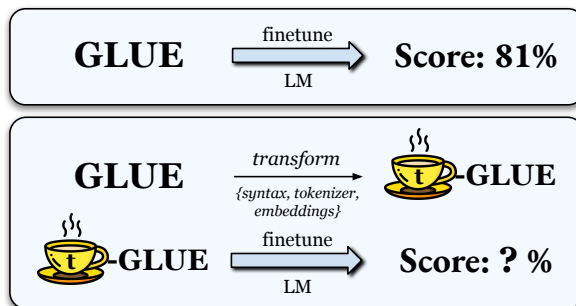 GLUE finetune LM Score: 81%
GLUE transform {syntax, tokenizer, embeddings} t-GLUE
t-GLUE finetune LM Score: ? %